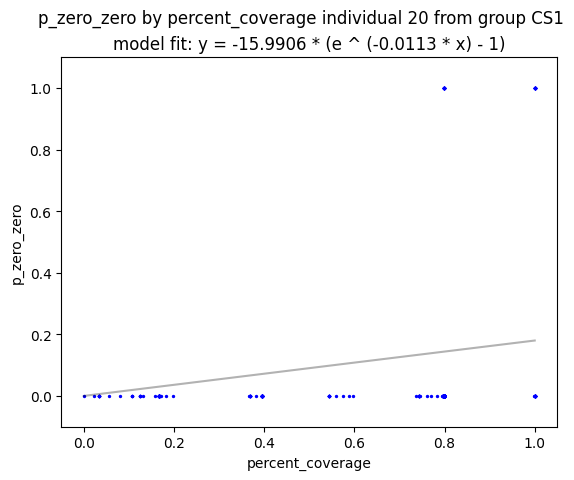 p_zero_zero by percent_coverage individual 20 from group CS1
model fit: y = -15.9906 * (e ^ (-0.0113 * x) - 1)
1.0
0.8
0.6
0.4
0.2
0.0
p_zero_zero
0.0 0.2 0.4 0.6 0.8 1.0
percent_coverage